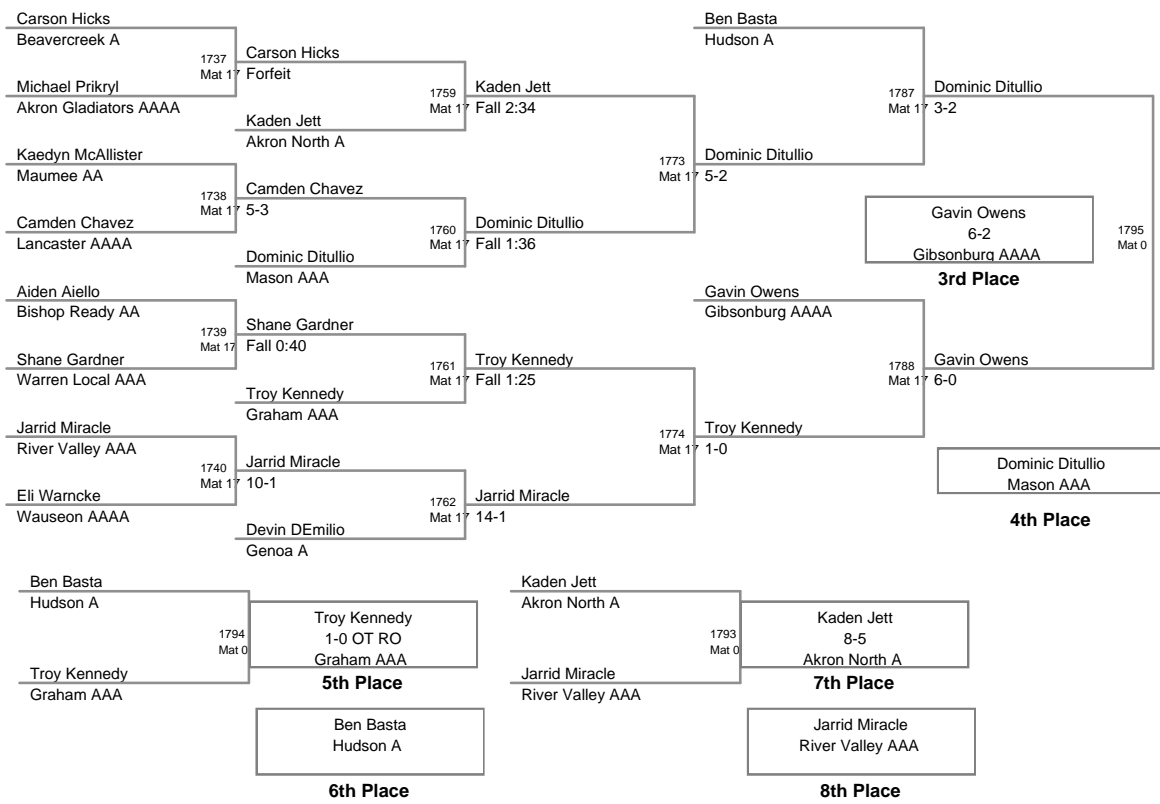 Carson Hicks
Beavercreek A
1737
Mat 17
Carson Hicks
Forfeit
Michael Prikryl
Akron Gladiators AAAA
1759
Mat 17
Kaden Jett
Fall 2:34
Kaden Jett
Akron North A
Kaedyn McAllister
Maumee AA
1738
Mat 17
Camden Chavez
5-3
Camden Chavez
Lancaster AAAA
1760
Mat 17
Dominic Ditullio
Fall 1:36
Dominic Ditullio
Mason AAA
1773
Mat 17
Dominic Ditullio
5-2
Ben Basta
Hudson A
1787
Mat 17
Dominic Ditullio
3-2
Aiden Aiello
Bishop Ready AA
1739
Mat 17
Shane Gardner
Fall 0:40
Shane Gardner
Warren Local AAA
1761
Mat 17
Troy Kennedy
Fall 1:25
Troy Kennedy
Graham AAA
Jarrid Miracle
River Valley AAA
1740
Mat 17
Jarrid Miracle
10-1
Eli Warncke
Wauseon AAAA
1762
Mat 17
Jarrid Miracle
14-1
Devin DEmilio
Genoa A
1774
Mat 17
Troy Kennedy
1-0
Gavin Owens
Gibsonburg AAAA
1788
Mat 17
Gavin Owens
6-0
1795
Mat 0
Gavin Owens
6-2
Gibsonburg AAAA
3rd Place
Dominic Ditullio
Mason AAA
4th Place
Ben Basta
Hudson A
1794
Mat 0
Troy Kennedy
Graham AAA
Troy Kennedy
1-0 OT RO
Graham AAA
5th Place
Ben Basta
Hudson A
6th Place
Kaden Jett
Akron North A
1793
Mat 0
Jarrid Miracle
River Valley AAA
Kaden Jett
8-5
Akron North A
7th Place
Jarrid Miracle
River Valley AAA
8th Place